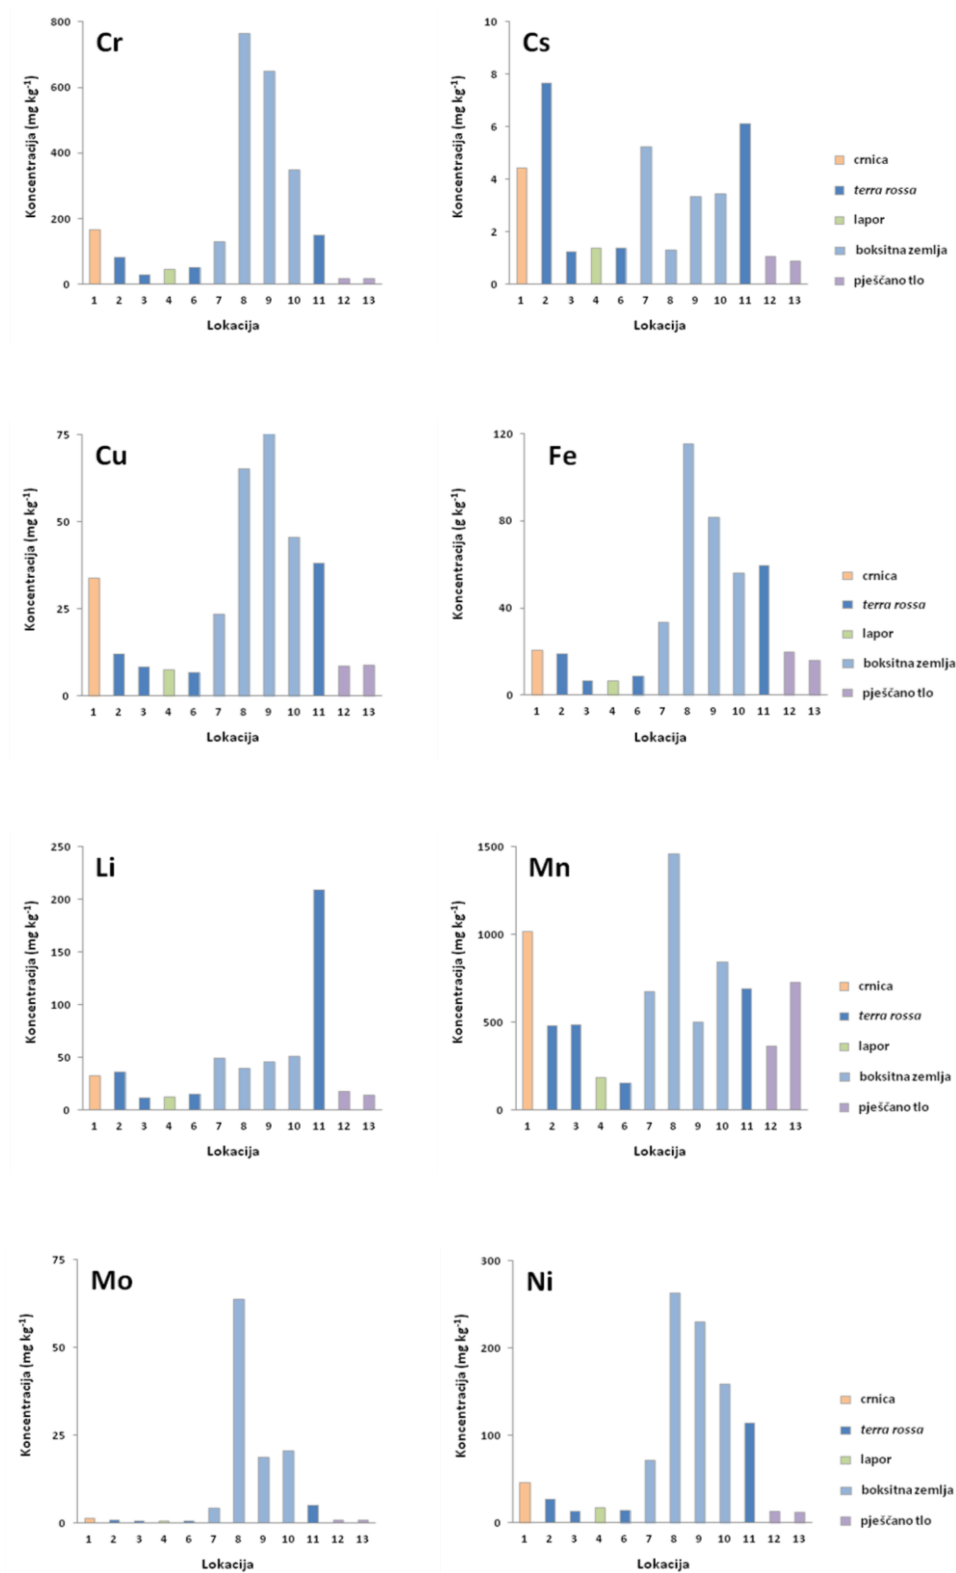 Cr
Koncentracija (mg kg⁻¹)
800
600
400
200
0
1 2 3 4 6 7 8 9 10 11 12 13
Lokacija
Cs
Koncentracija (mg kg⁻¹)
10
8
6
4
2
0
1 2 3 4 6 7 8 9 10 11 12 13
Lokacija
crnica
terra rossa
lapor
boksitna zemlja
pješčano tlo
Cu
Koncentracija (mg kg⁻¹)
75
50
25
0
1 2 3 4 6 7 8 9 10 11 12 13
Lokacija
Fe
Koncentracija (g kg⁻¹)
120
80
40
0
1 2 3 4 6 7 8 9 10 11 12 13
Lokacija
crnica
terra rossa
lapor
boksitna zemlja
pješčano tlo
Li
Koncentracija (mg kg⁻¹)
250
200
150
100
50
0
1 2 3 4 6 7 8 9 10 11 12 13
Lokacija
Mn
Koncentracija (mg kg⁻¹)
1500
1000
500
0
1 2 3 4 6 7 8 9 10 11 12 13
Lokacija
crnica
terra rossa
lapor
boksitna zemlja
pješčano tlo
Mo
Koncentracija (mg kg⁻¹)
75
50
25
0
1 2 3 4 6 7 8 9 10 11 12 13
Lokacija
Ni
Koncentracija (mg kg⁻¹)
300
200
100
0
1 2 3 4 6 7 8 9 10 11 12 13
Lokacija
crnica
terra rossa
lapor
boksitna zemlja
pješčano tlo